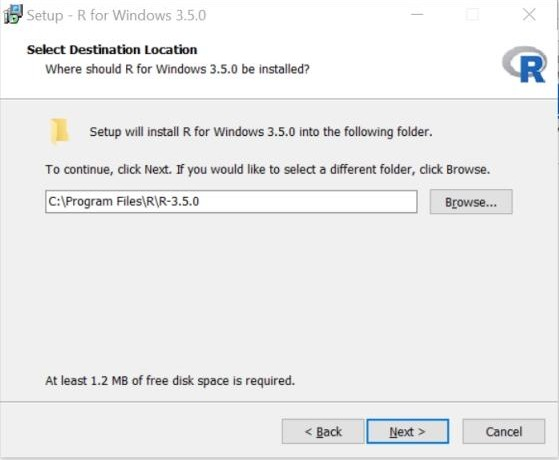 Setup - R for Windows 3.5.0
Select Destination Location
Where should R for Windows 3.5.0 be installed?
R
Setup will install R for Windows 3.5.0 into the following folder.
To continue, click Next. If you would like to select a different folder, click Browse.
C:\Program Files\R\R-3.5.0
Browse...
At least 1.2 MB of free disk space is required.
< Back
Next >
Cancel